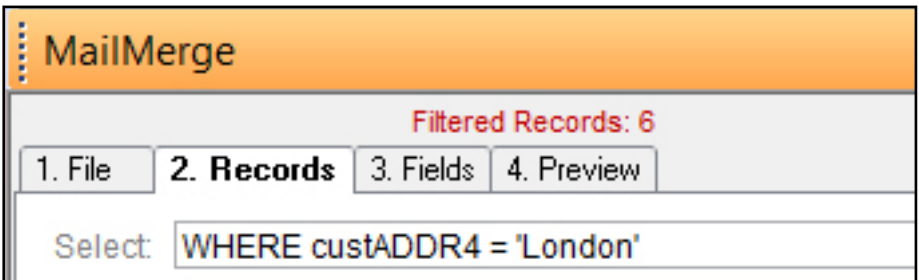 MailMerge
Filtered Records: 6
1. File 2. Records 3. Fields 4. Preview
Select: WHERE custADDR4 = 'London'